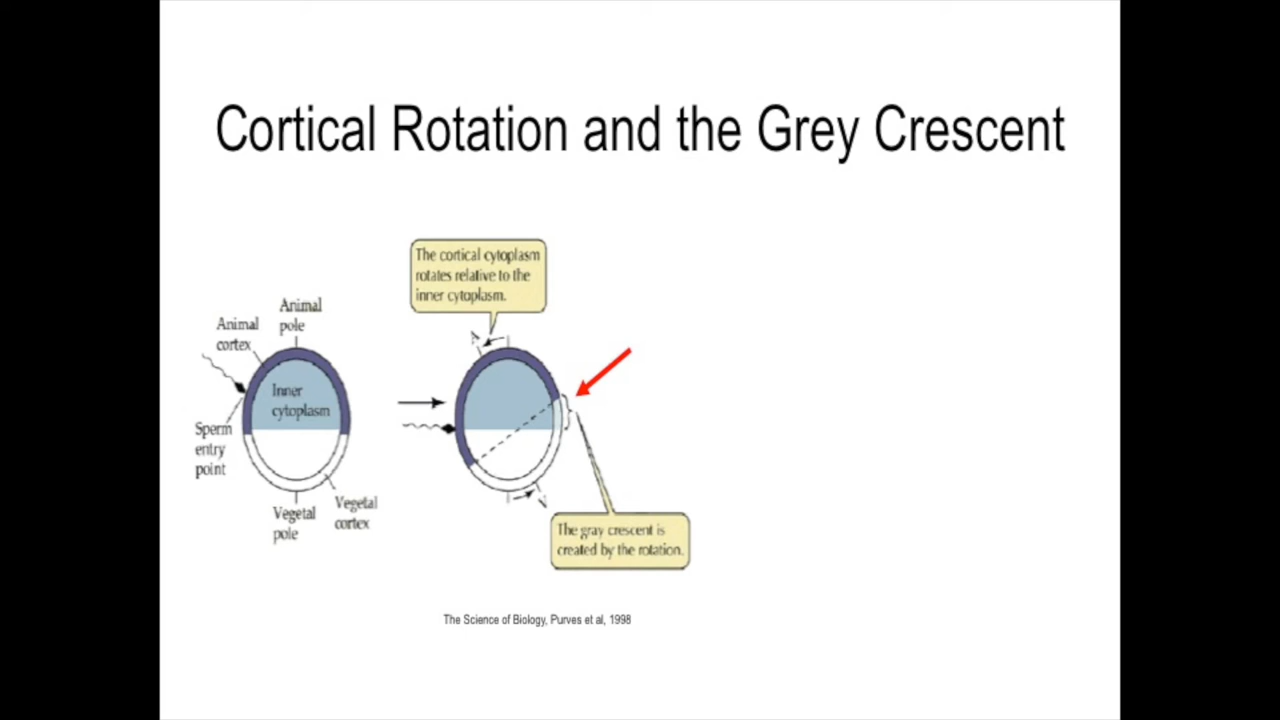 Cortical Rotation and the Grey Crescent
The cortical cytoplasm
rotates relative to the
inner cytoplasm.
Animal
pole
Animal
cortex
Inner
cytoplasm
Sperm
entry
point
Vegetal
pole
Vegetal
cortex
The gray crescent is
created by the rotation.
The Science of Biology, Purves et al, 1998